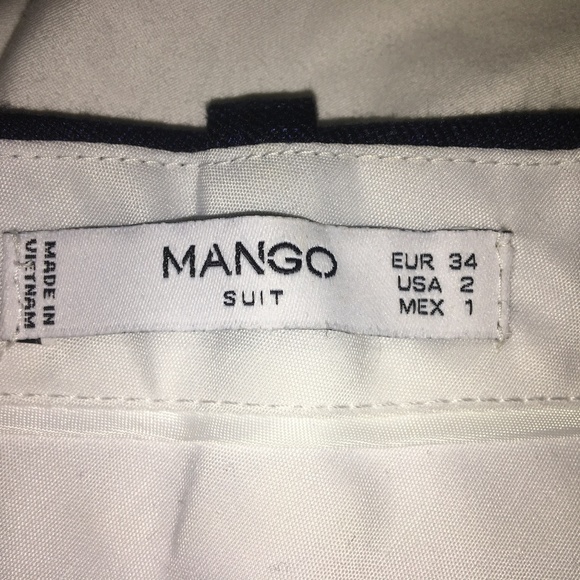 MADE IN
VIETNAM
MANGO
SUIT
EUR 34
USA 2
MEX 1